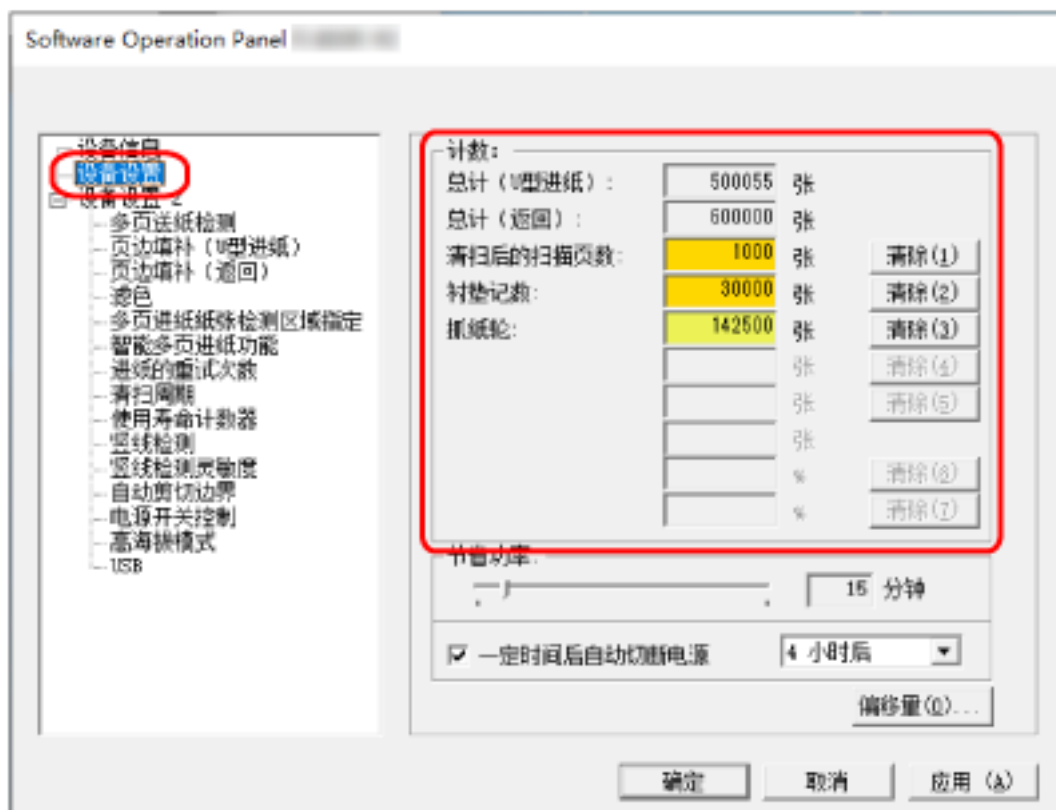 Software Operation Panel
设备信息
设备设置
设备设置 2
多页送纸检测
页边填补（U型进纸）
页边填补（返回）
滤色
多页进纸纸张检测区域指定
智能多页进纸功能
进纸的重试次数
清扫周期
使用寿命计数器
竖线检测
竖线检测灵敏度
自动剪切边界
电源开关控制
高海拔模式
USB
计数：
总计（U型进纸）： 500055 张
总计（返回）： 600000 张
清扫后的扫描页数： 1000 张 清除(1)
衬垫记数： 30000 张 清除(2)
抓纸轮： 142500 张 清除(3)
张 清除(4)
张 清除(5)
张
% 清除(6)
% 清除(7)
节省功率：
15 分钟
一定时间后自动切断电源 4 小时后
偏移量(O)...
确定 取消 应用 (A)